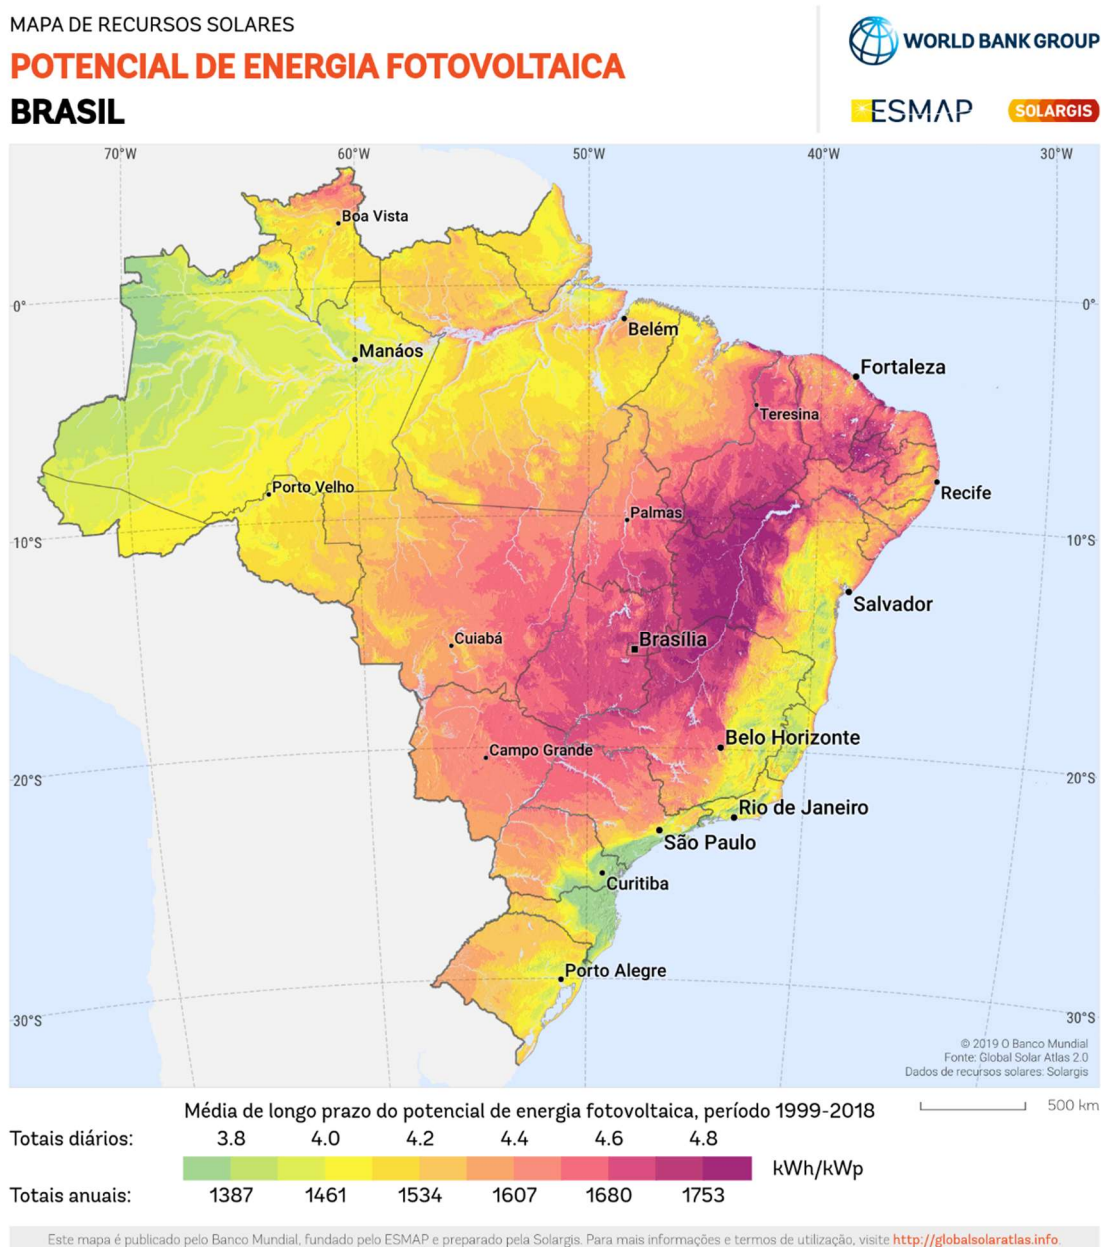 MAPA DE RECURSOS SOLARES
POTENCIAL DE ENERGIA FOTOVOLTAICA
BRASIL
WORLD BANK GROUP
ESMAP
SOLARGIS
70°W 60°W 50°W 40°W 30°W
Boa Vista
0° 0°
Belém
Manáos
Fortaleza
Teresina
Porto Velho
Recife
Palmas
10°S 10°S
Salvador
Cuiabá
Brasília
Belo Horizonte
Campo Grande
20°S 20°S
Rio de Janeiro
São Paulo
Curitiba
Porto Alegre
30°S 30°S
© 2019 O Banco Mundial
Fonte: Global Solar Atlas 2.0
Dados de recursos solares: Solargis
Média de longo prazo do potencial de energia fotovoltaica, período 1999-2018
500 km
Totais diários: 3.8 4.0 4.2 4.4 4.6 4.8
kWh/kWp
Totais anuais: 1387 1461 1534 1607 1680 1753
Este mapa é publicado pelo Banco Mundial, fundado pelo ESMAP e preparado pela Solargis. Para mais informações e termos de utilização, visite http://globalsolaratlas.info.